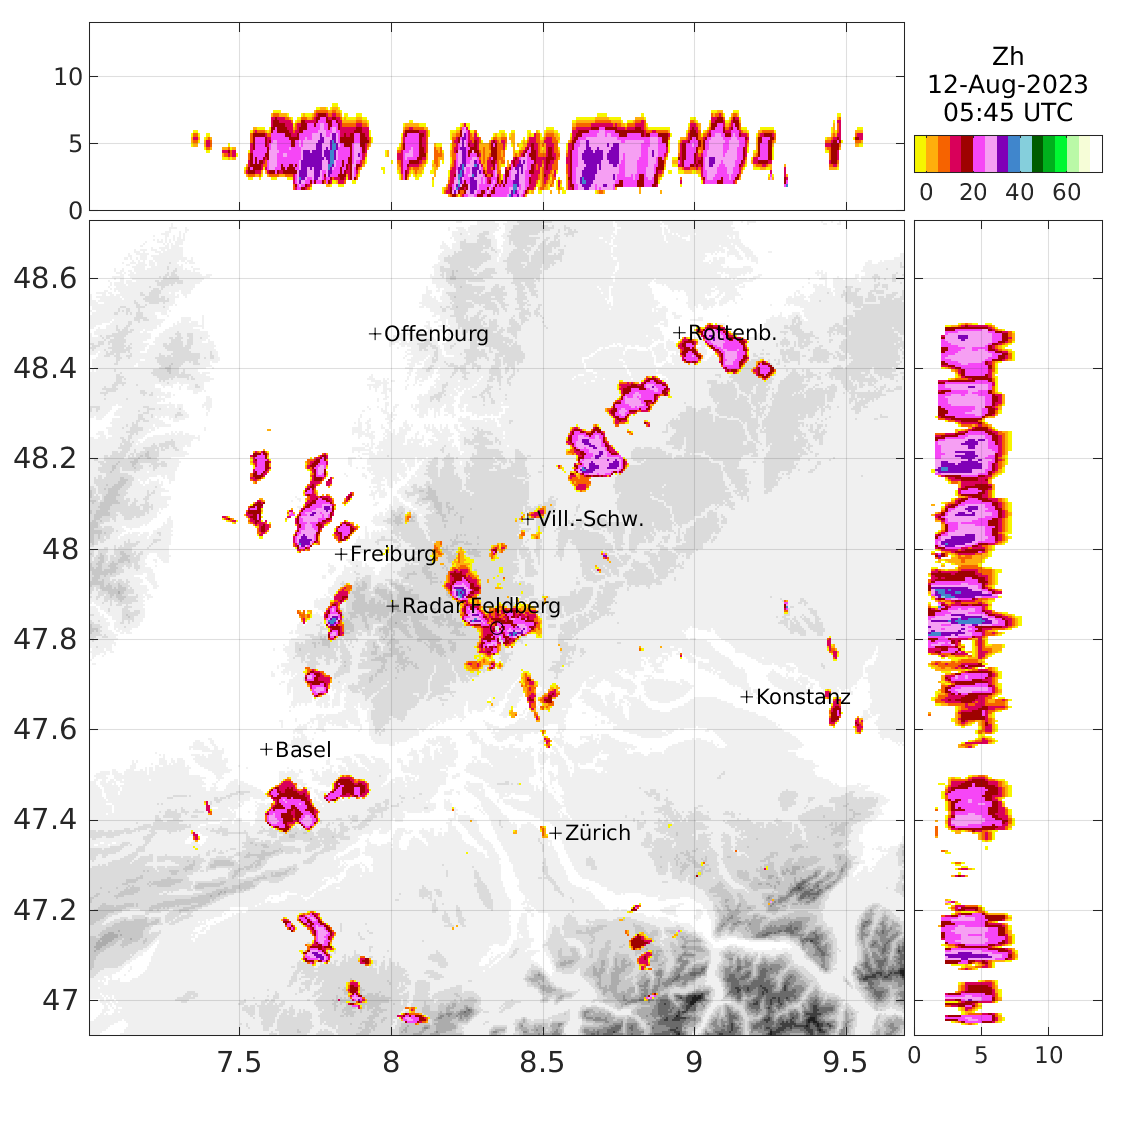 10
5
0
Zh
12-Aug-2023
05:45 UTC
0 20 40 60
48.6
48.4
48.2
48
47.8
47.6
47.4
47.2
47
+Offenburg
+Rottenb.
+Vill.-Schw.
+Freiburg
+Radar Feldberg
+Konstanz
+Basel
+Zürich
7.5 8 8.5 9 9.5
0 5 10